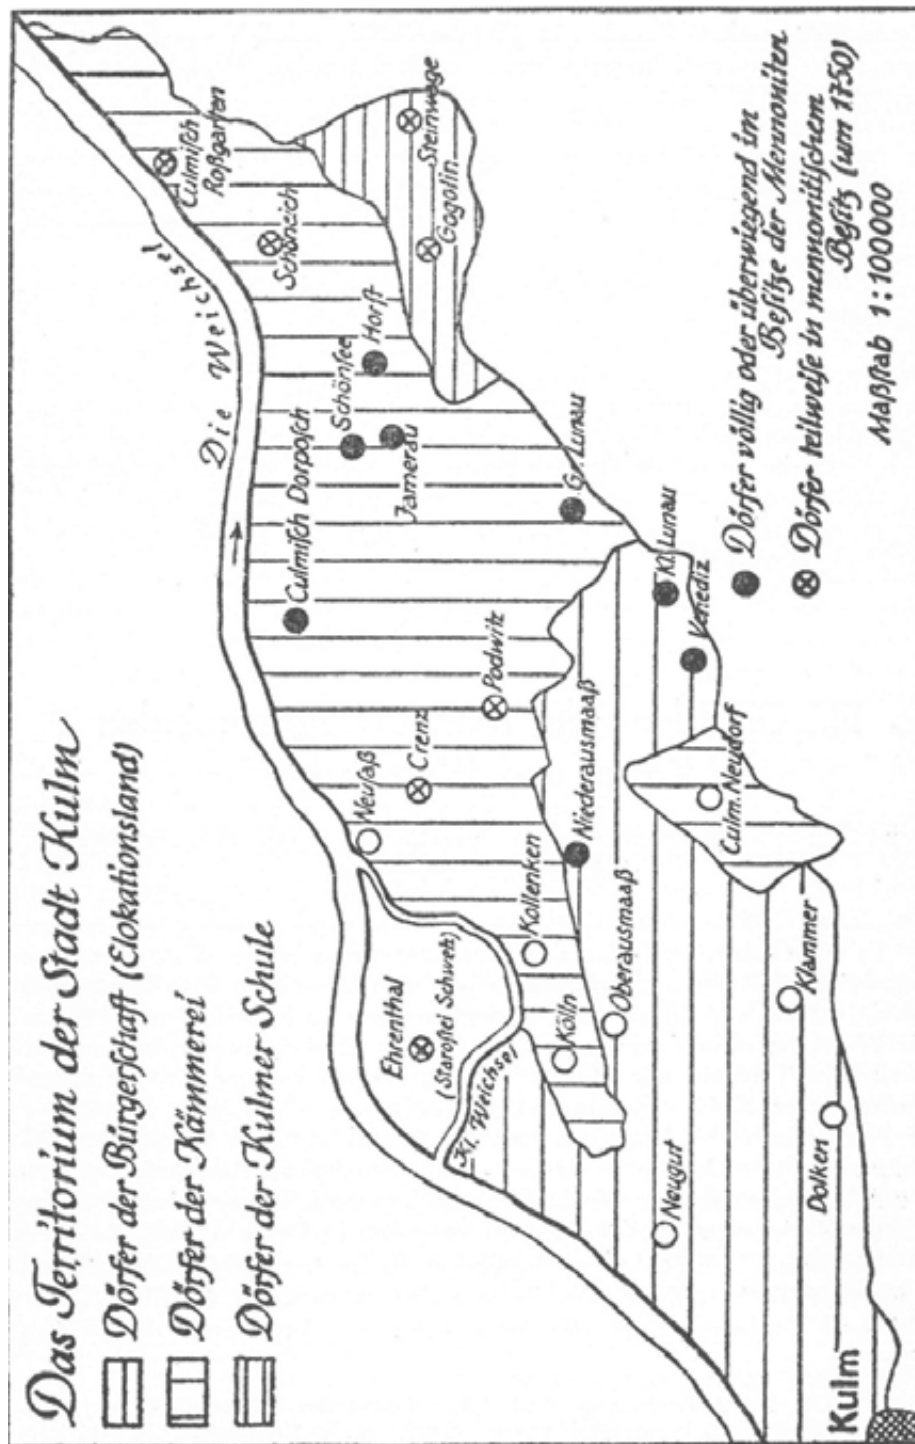 Das Territorium der Stadt Kulm
Dörfer der Bürgerschaft (Elokationsland)
Dörfer der Kämmerei
Dörfer der Kulmer Schule
Die Weichsel
Culmisch
Roßgarten
Schöneich
Steinwege
Gogolin
Horst
Schönsee
Jamerau
Culmisch Dorposch
Gr. Lunau
Kl. Lunau
Venediz
Podwitz
Crenz
Neusaß
Niederausmaaß
Culm. Neudorf
Kollenken
Ehrenthal
(Starostei Schwetz)
Kl. Weichsel
Kölln
Oberausmaaß
Klammer
Neugut
Dolken
Kulm
Dörfer völlig oder überwiegend im
Besitze der Mennoniten
Dörfer teilweise in mennonitischem
Besitz (um 1750)
Maßstab 1:100000